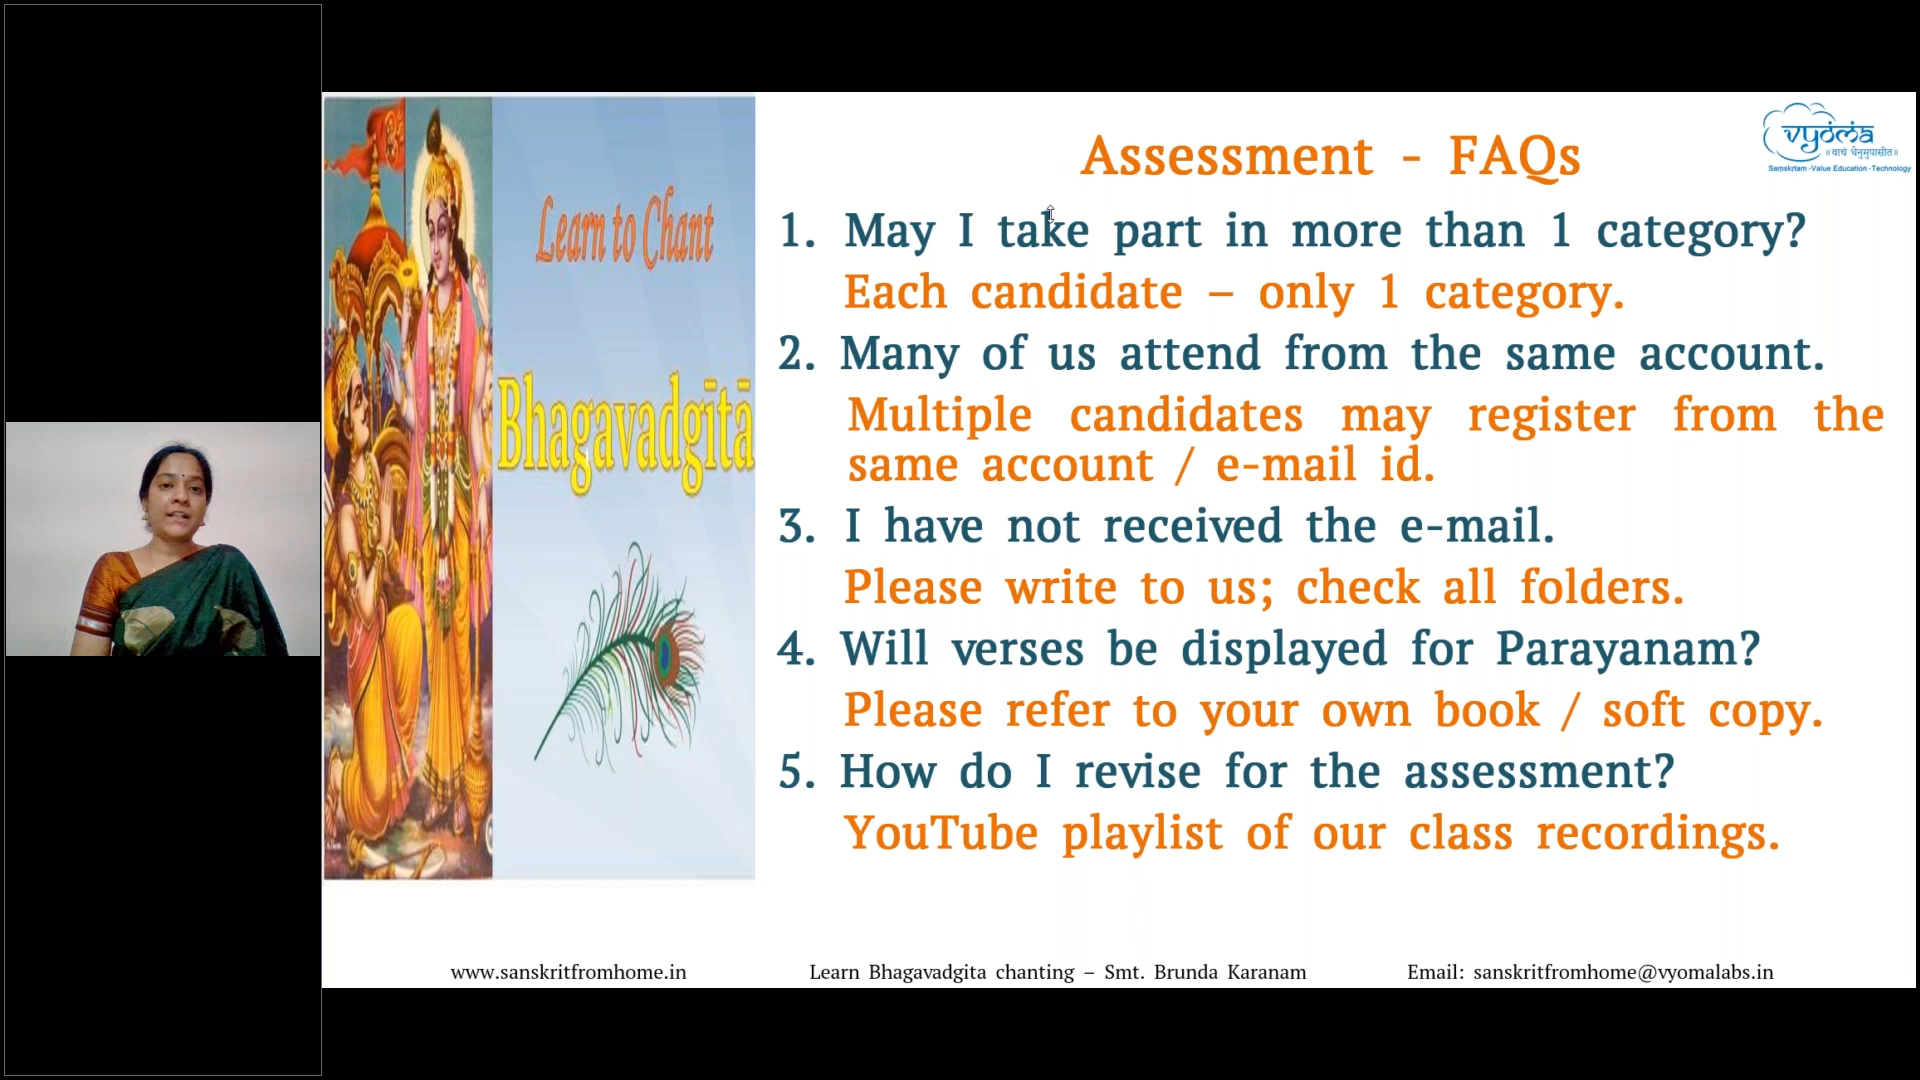 Learn to Chant
Bhagavadgītā
vyoma
॥ वाचं धेनुमुपासीत॥
Samskrtam - Value Education - Technology
Assessment - FAQs
1. May I take part in more than 1 category?
Each candidate – only 1 category.
2. Many of us attend from the same account.
Multiple candidates may register from the
same account / e-mail id.
3. I have not received the e-mail.
Please write to us; check all folders.
4. Will verses be displayed for Parayanam?
Please refer to your own book / soft copy.
5. How do I revise for the assessment?
YouTube playlist of our class recordings.
www.sanskritfromhome.in
Learn Bhagavadgita chanting – Smt. Brunda Karanam
Email: sanskritfromhome@vyomalabs.in